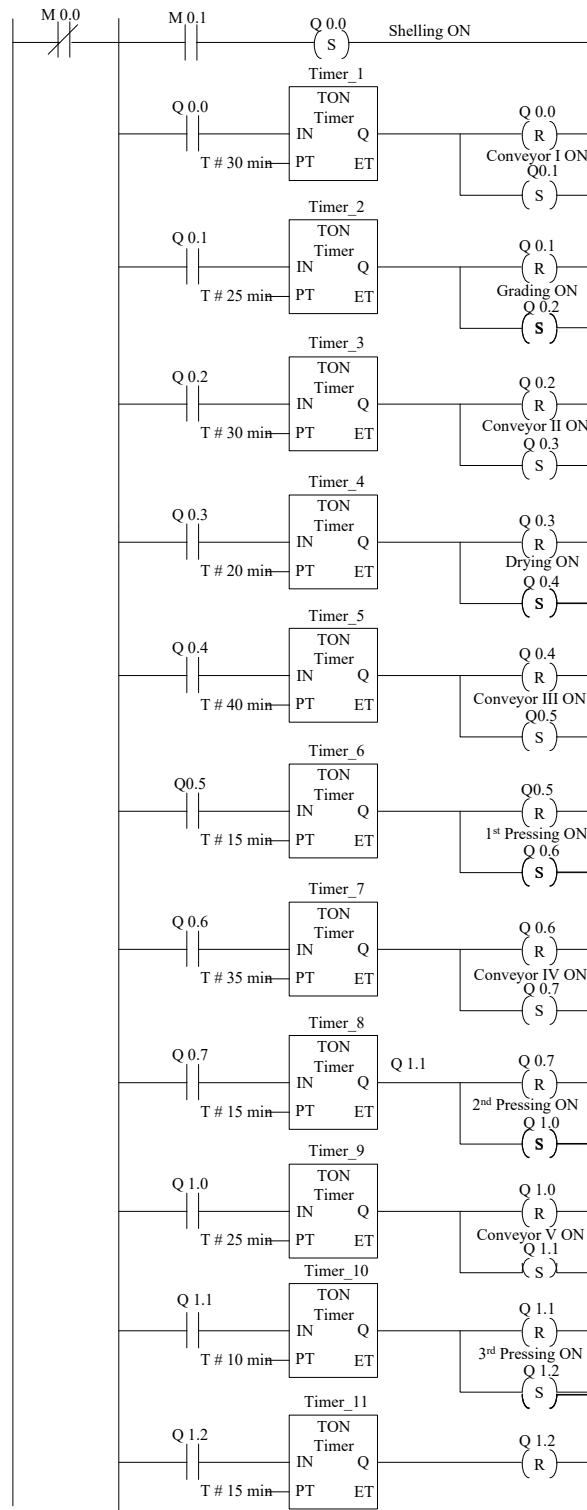 M 0.0
M 0.1
Q 0.0
S
Shelling ON
Timer_1
TON
Timer
Q 0.0
IN
Q
T # 30 min
PT
ET
Q 0.0
R
Conveyor I ON
Q0.1
S
Timer_2
TON
Timer
Q 0.1
IN
Q
T # 25 min
PT
ET
Q 0.1
R
Grading ON
Q 0.2
S
Timer_3
TON
Timer
Q 0.2
IN
Q
T # 30 min
PT
ET
Q 0.2
R
Conveyor II ON
Q 0.3
S
Timer_4
TON
Timer
Q 0.3
IN
Q
T # 20 min
PT
ET
Q 0.3
R
Drying ON
Q 0.4
S
Timer_5
TON
Timer
Q 0.4
IN
Q
T # 40 min
PT
ET
Q 0.4
R
Conveyor III ON
Q0.5
S
Timer_6
TON
Timer
Q0.5
IN
Q
T # 15 min
PT
ET
Q0.5
R
1st Pressing ON
Q 0.6
S
Timer_7
TON
Timer
Q 0.6
IN
Q
T # 35 min
PT
ET
Q 0.6
R
Conveyor IV ON
Q 0.7
S
Timer_8
TON
Timer
Q 0.7
IN
Q
Q 1.1
T # 15 min
PT
ET
Q 0.7
R
2nd Pressing ON
Q 1.0
S
Timer_9
TON
Timer
Q 1.0
IN
Q
T # 25 min
PT
ET
Q 1.0
R
Conveyor V ON
Q 1.1
S
Timer_10
TON
Timer
Q 1.1
IN
Q
T # 10 min
PT
ET
Q 1.1
R
3rd Pressing ON
Q 1.2
S
Timer_11
TON
Timer
Q 1.2
IN
Q
T # 15 min
PT
ET
Q 1.2
R